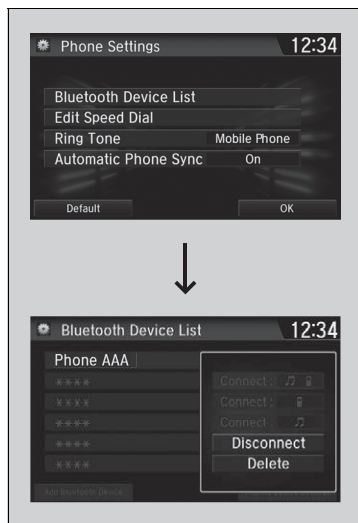 Phone Settings 12:34
Bluetooth Device List
Edit Speed Dial
Ring Tone Mobile Phone
Automatic Phone Sync On
Default OK
Bluetooth Device List 12:34
Phone AAA
****
**** Connect :
**** Connect :
**** Connect :
**** Disconnect
Delete
Add Bluetooth Device